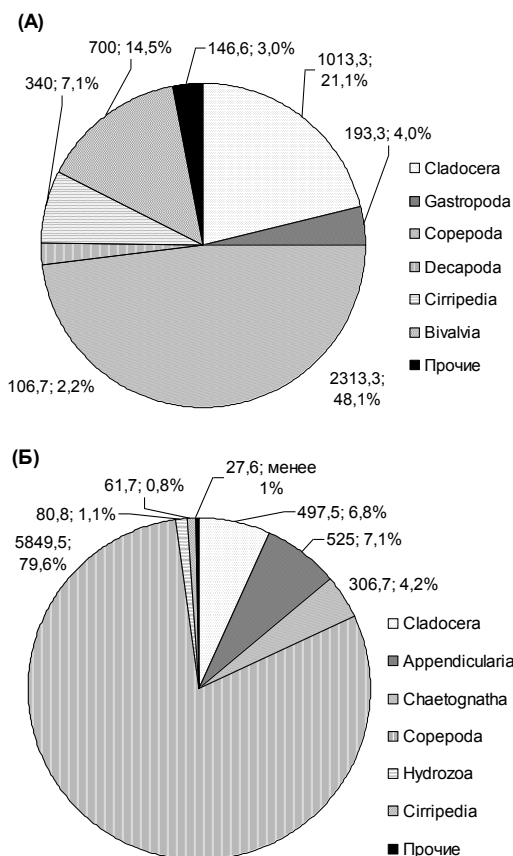 (А)
700; 14,5%
146,6; 3,0%
1013,3;
21,1%
340; 7,1%
193,3; 4,0%
Cladocera
Gastropoda
Copepoda
Decapoda
Cirripedia
Bivalvia
Прочие
106,7; 2,2%
2313,3;
48,1%
(Б)
27,6; менее
1%
61,7; 0,8%
80,8; 1,1%
497,5; 6,8%
5849,5;
79,6%
525; 7,1%
306,7; 4,2%
Cladocera
Appendicularia
Chaetognatha
Copepoda
Hydrozoa
Cirripedia
Прочие